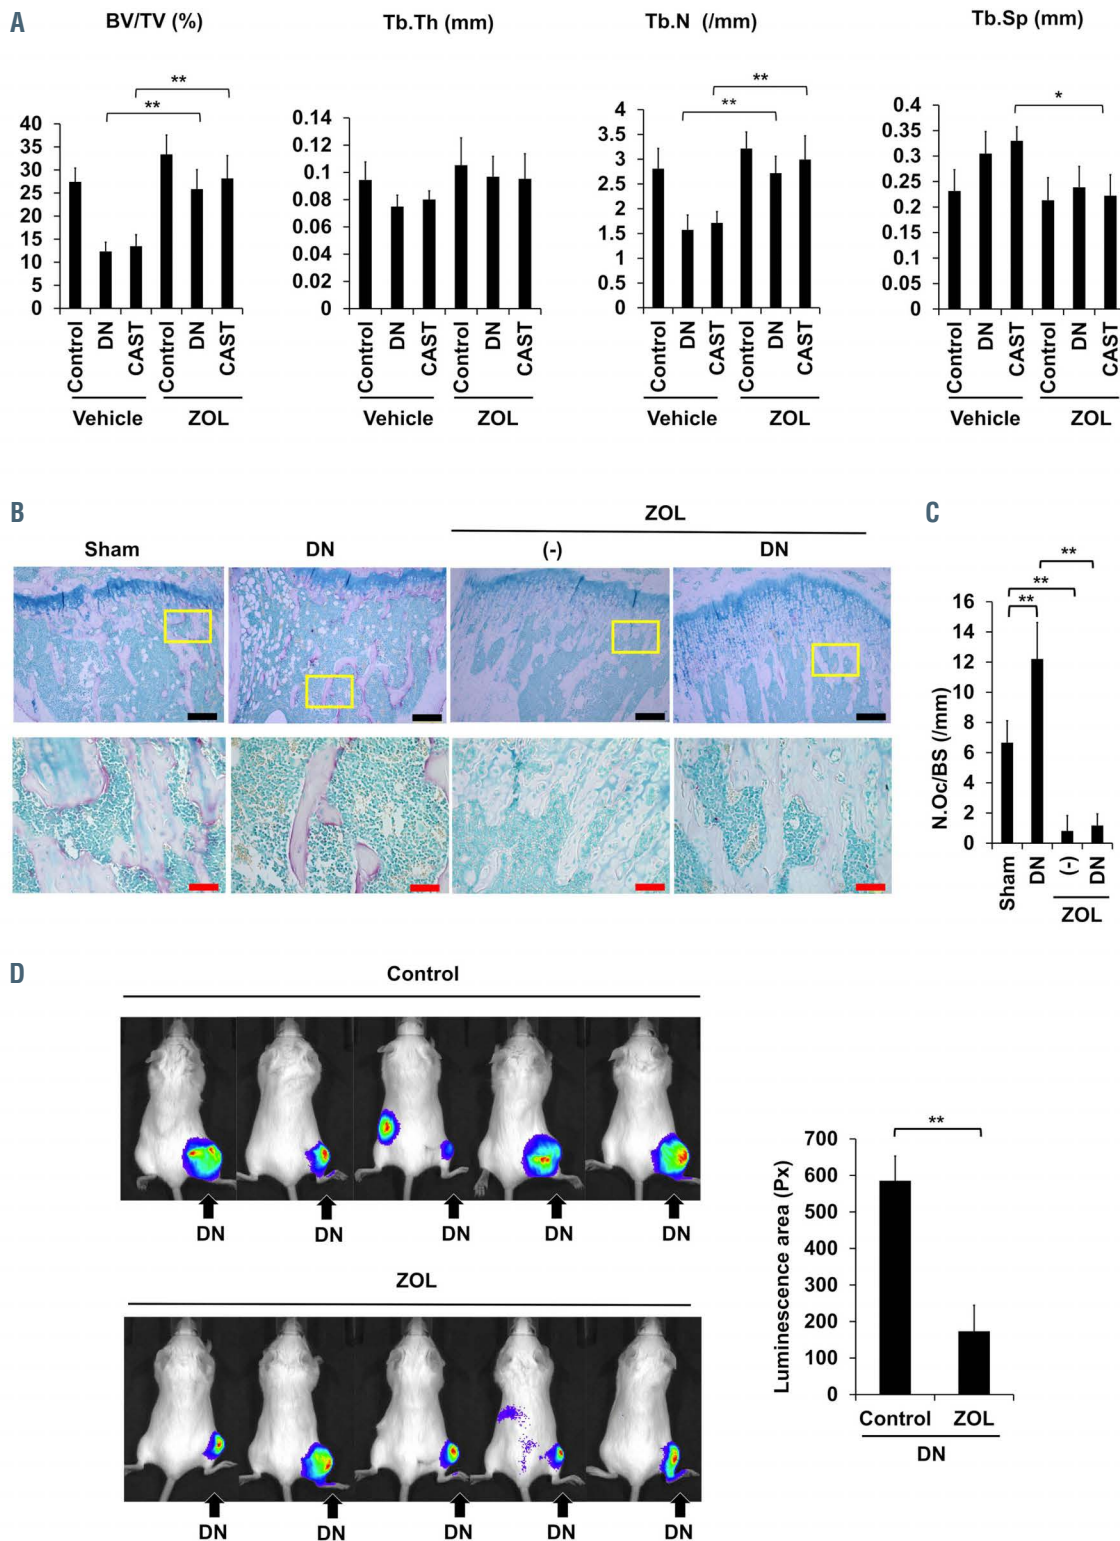 A
BV/TV (%)
Tb.Th (mm)
Tb.N (/mm)
Tb.Sp (mm)
**
**
40
35
30
25
20
15
10
5
0
Control
DN
CAST
Control
DN
CAST
Vehicle
ZOL
0.14
0.12
0.1
0.08
0.06
0.04
0.02
0
Control
DN
CAST
Control
DN
CAST
Vehicle
ZOL
**
**
4
3.5
3
2.5
2
1.5
1
0.5
0
Control
DN
CAST
Control
DN
CAST
Vehicle
ZOL
*
0.4
0.35
0.3
0.25
0.2
0.15
0.1
0.05
0
Control
DN
CAST
Control
DN
CAST
Vehicle
ZOL
B
ZOL
Sham
DN
(-)
DN
C
**
**
**
N.Oc/BS (/mm)
16
14
12
10
8
6
4
2
0
Sham
DN
(-)
DN
ZOL
D
Control
DN
DN
DN
DN
DN
ZOL
DN
DN
DN
DN
DN
**
Luminescence area (Px)
700
600
500
400
300
200
100
0
Control
ZOL
DN